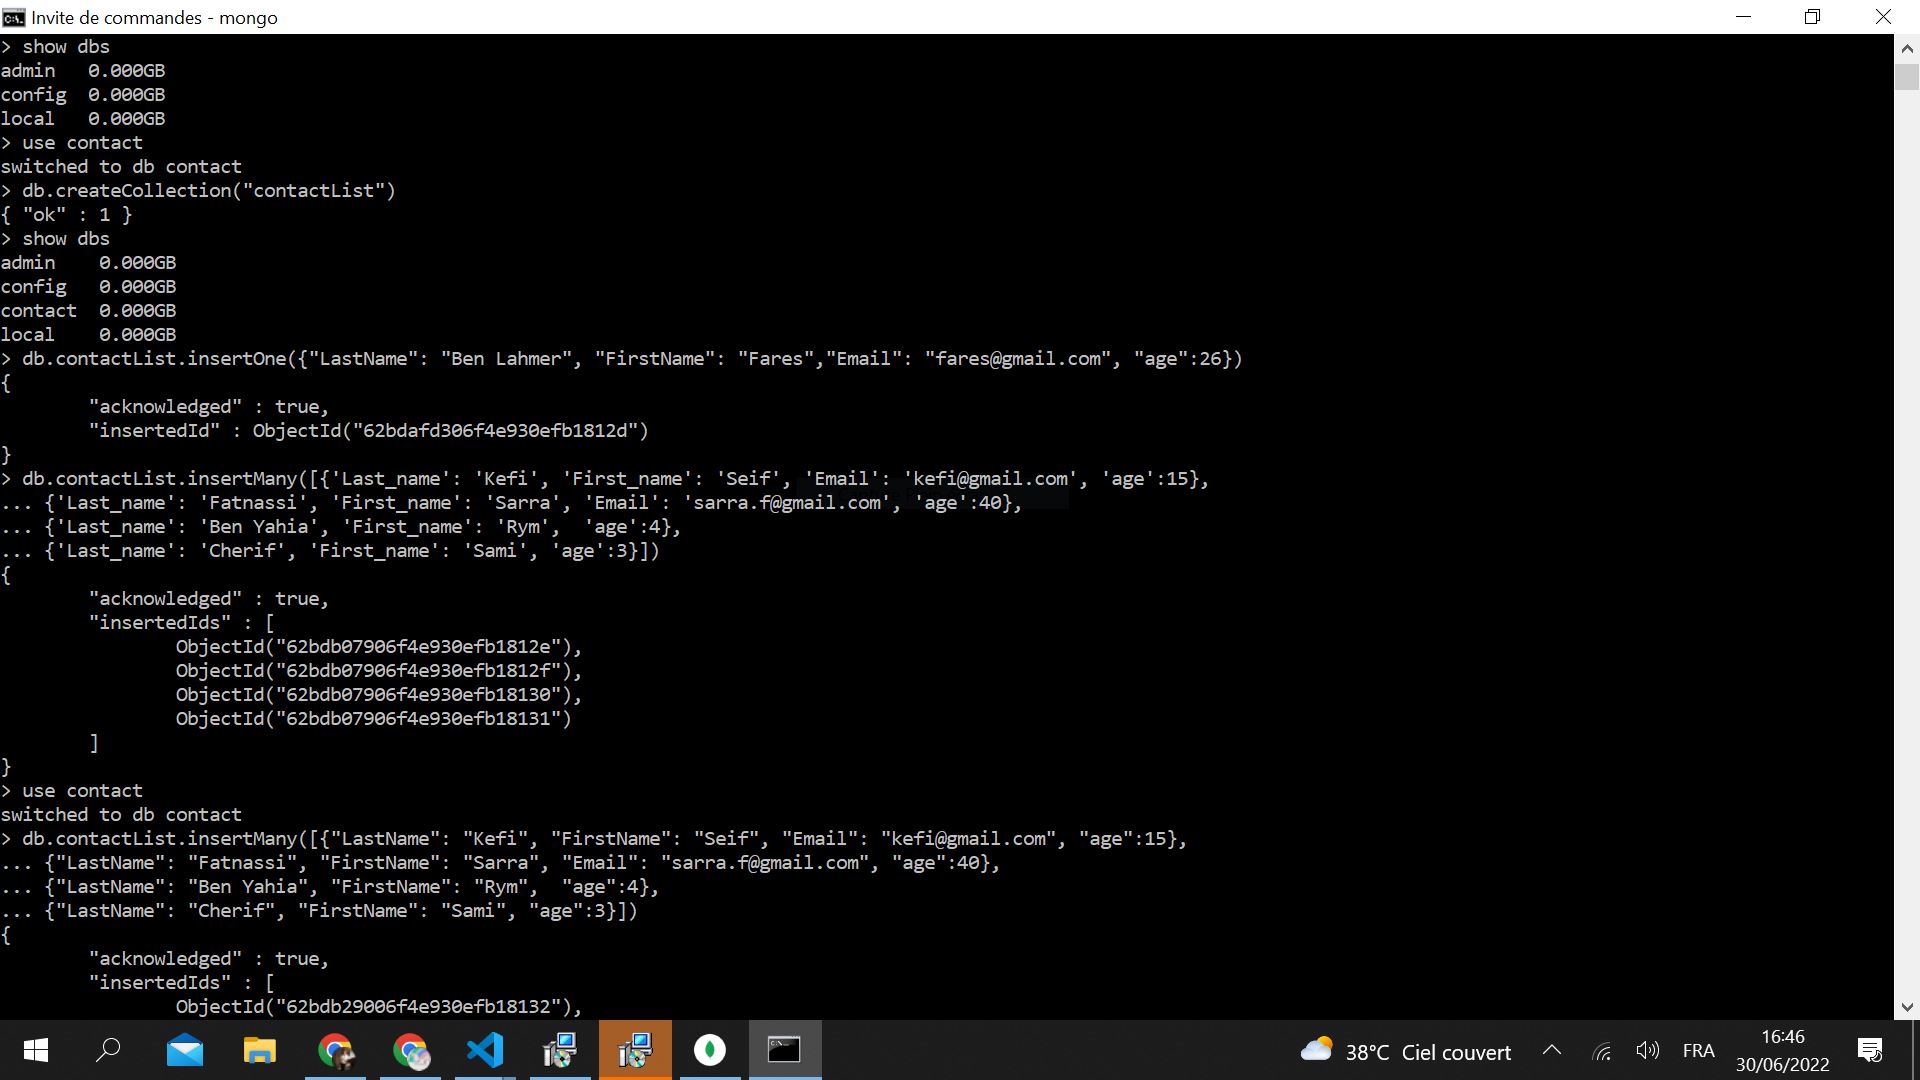 Invite de commandes - mongo
> show dbs
admin   0.000GB
config  0.000GB
local   0.000GB
> use contact
switched to db contact
> db.createCollection("contactList")
{ "ok" : 1 }
> show dbs
admin    0.000GB
config   0.000GB
contact  0.000GB
local    0.000GB
> db.contactList.insertOne({"LastName": "Ben Lahmer", "FirstName": "Fares","Email": "fares@gmail.com", "age":26})
{
        "acknowledged" : true,
        "insertedId" : ObjectId("62bdafd306f4e930efb1812d")
}
> db.contactList.insertMany([{'Last_name': 'Kefi', 'First_name': 'Seif', 'Email': 'kefi@gmail.com', 'age':15},
... {'Last_name': 'Fatnassi', 'First_name': 'Sarra', 'Email': 'sarra.f@gmail.com', 'age':40},
... {'Last_name': 'Ben Yahia', 'First_name': 'Rym',  'age':4},
... {'Last_name': 'Cherif', 'First_name': 'Sami', 'age':3}])
{
        "acknowledged" : true,
        "insertedIds" : [
                ObjectId("62bdb07906f4e930efb1812e"),
                ObjectId("62bdb07906f4e930efb1812f"),
                ObjectId("62bdb07906f4e930efb18130"),
                ObjectId("62bdb07906f4e930efb18131")
        ]
}
> use contact
switched to db contact
> db.contactList.insertMany([{"LastName": "Kefi", "FirstName": "Seif", "Email": "kefi@gmail.com", "age":15},
... {"LastName": "Fatnassi", "FirstName": "Sarra", "Email": "sarra.f@gmail.com", "age":40},
... {"LastName": "Ben Yahia", "FirstName": "Rym",  "age":4},
... {"LastName": "Cherif", "FirstName": "Sami", "age":3}])
{
        "acknowledged" : true,
        "insertedIds" : [
                ObjectId("62bdb29006f4e930efb18132"),
38°C Ciel couvert
FRA
16:46
30/06/2022